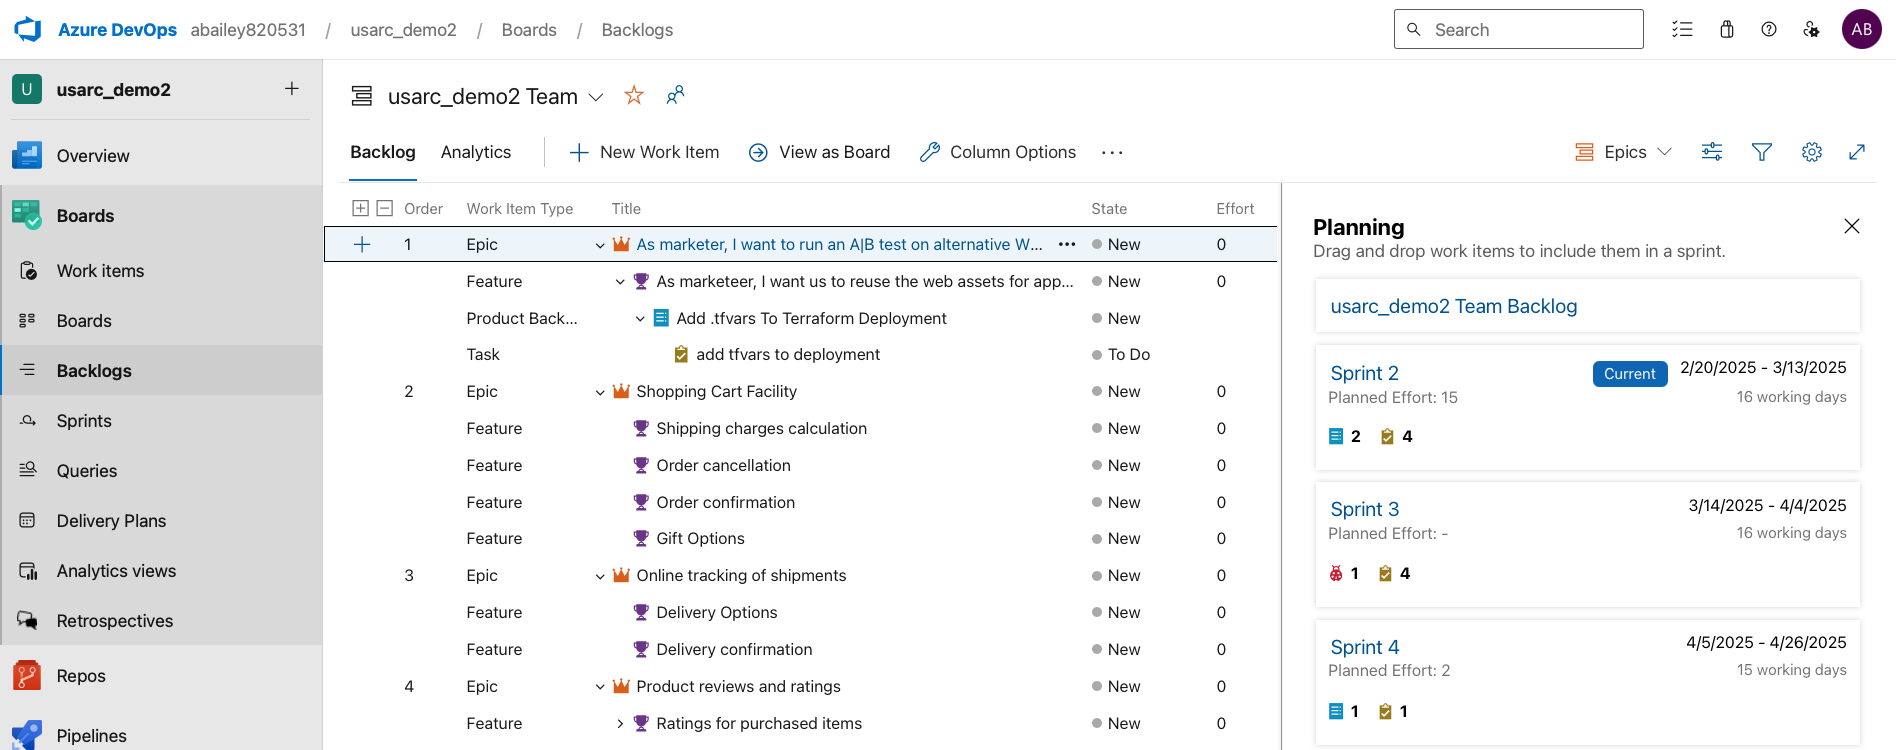 Azure DevOps abailey820531 / usarc_demo2 / Boards / Backlogs Search AB
U usarc_demo2
Overview
Boards
Work items
Boards
Backlogs
Sprints
Queries
Delivery Plans
Analytics views
Retrospectives
Repos
Pipelines
usarc_demo2 Team
Backlog Analytics New Work Item View as Board Column Options ... Epics
Order Work Item Type Title State Effort
1 Epic As marketer, I want to run an A|B test on alternative W... ... New 0
Feature As marketeer, I want us to reuse the web assets for app... New 0
Product Back... Add .tfvars To Terraform Deployment New
Task add tfvars to deployment To Do
2 Epic Shopping Cart Facility New 0
Feature Shipping charges calculation New 0
Feature Order cancellation New 0
Feature Order confirmation New 0
Feature Gift Options New 0
3 Epic Online tracking of shipments New 0
Feature Delivery Options New 0
Feature Delivery confirmation New 0
4 Epic Product reviews and ratings New 0
Feature Ratings for purchased items New 0
Planning
Drag and drop work items to include them in a sprint.
usarc_demo2 Team Backlog
Sprint 2 Current 2/20/2025 - 3/13/2025
Planned Effort: 15 16 working days
2 4
Sprint 3 3/14/2025 - 4/4/2025
Planned Effort: - 16 working days
1 4
Sprint 4 4/5/2025 - 4/26/2025
Planned Effort: 2 15 working days
1 1